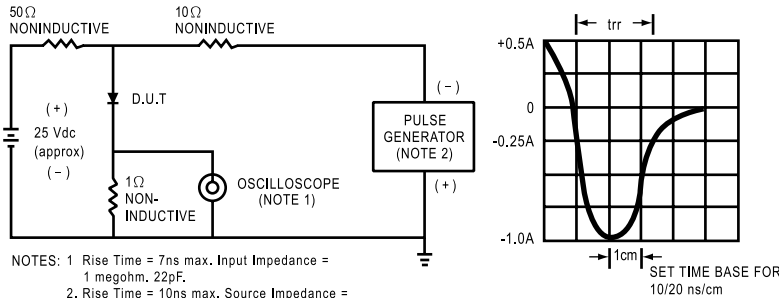 50Ω
NONINDUCTIVE
10Ω
NONINDUCTIVE
(+)
25 Vdc
(approx)
(-)
D.U.T
1Ω
NON-
INDUCTIVE
OSCILLOSCOPE
(NOTE 1)
(-)
PULSE
GENERATOR
(NOTE 2)
(+)
trr
+0.5A
0
-0.25A
-1.0A
1cm
SET TIME BASE FOR
10/20 ns/cm
NOTES: 1 Rise Time = 7ns max. Input Impedance =
1 megohm. 22pF.
2. Rise Time = 10ns max. Source Impedance =